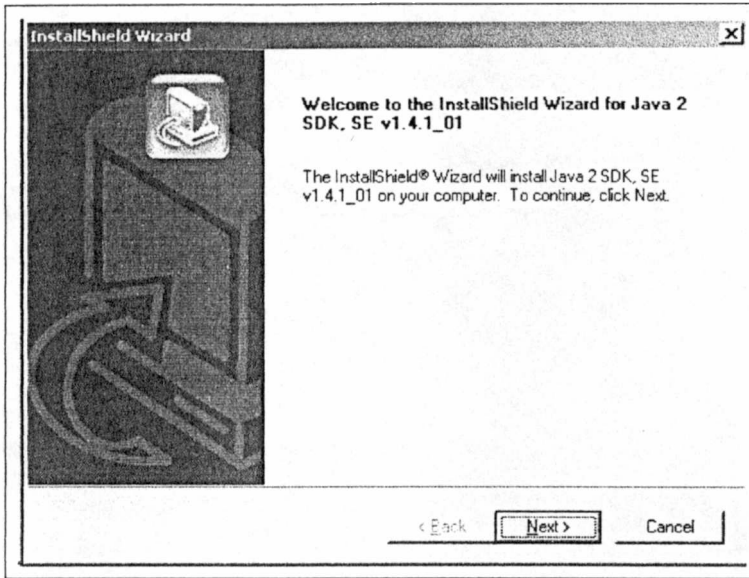 InstallShield Wizard
Welcome to the InstallShield Wizard for Java 2
SDK, SE v1.4.1_01
The InstallShield® Wizard will install Java 2 SDK, SE
v1.4.1_01 on your computer. To continue, click Next.
< Back Next > Cancel